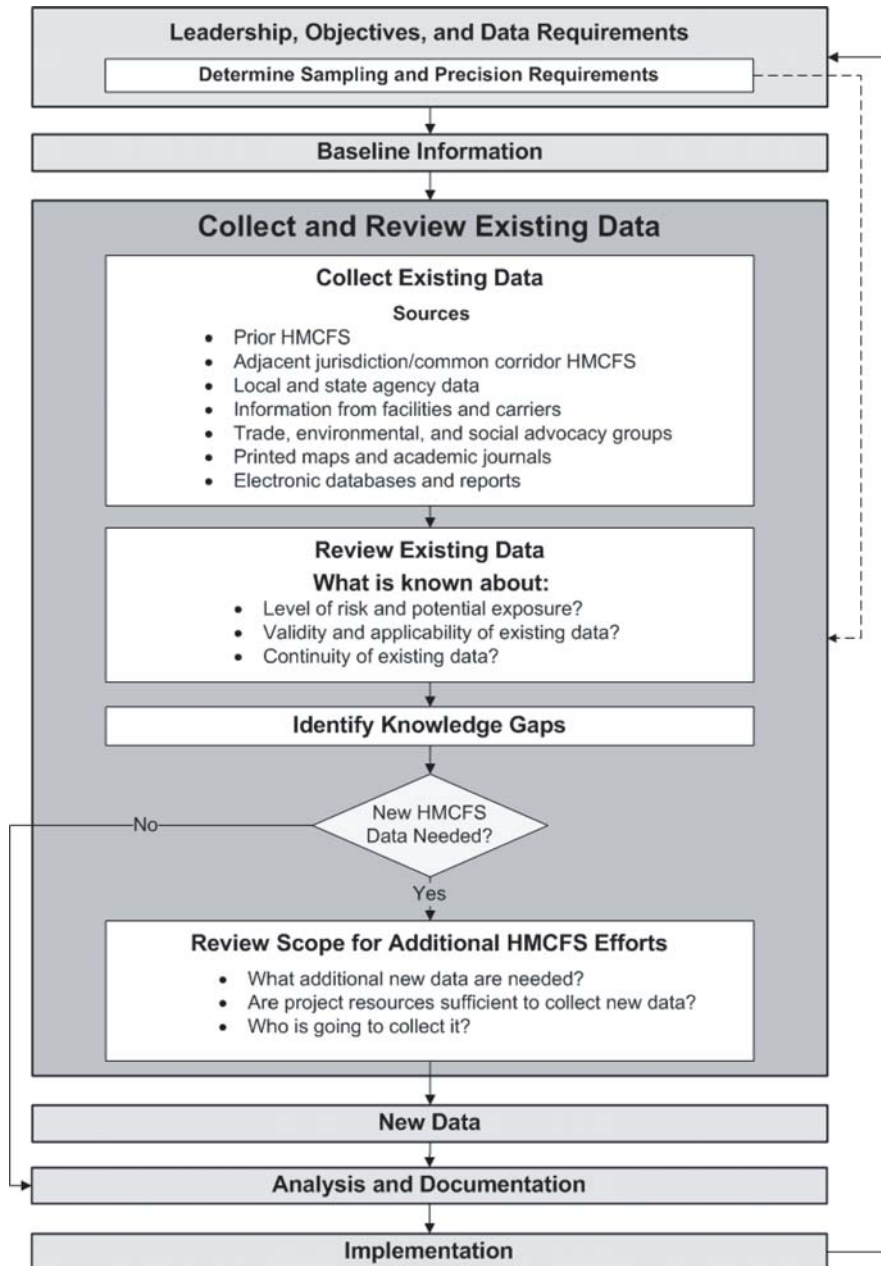 Leadership, Objectives, and Data Requirements
Determine Sampling and Precision Requirements
Baseline Information
Collect and Review Existing Data
Collect Existing Data
Sources
• Prior HMCFS
• Adjacent jurisdiction/common corridor HMCFS
• Local and state agency data
• Information from facilities and carriers
• Trade, environmental, and social advocacy groups
• Printed maps and academic journals
• Electronic databases and reports
Review Existing Data
What is known about:
• Level of risk and potential exposure?
• Validity and applicability of existing data?
• Continuity of existing data?
Identify Knowledge Gaps
New HMCFS
Data Needed?
No
Yes
Review Scope for Additional HMCFS Efforts
• What additional new data are needed?
• Are project resources sufficient to collect new data?
• Who is going to collect it?
New Data
Analysis and Documentation
Implementation